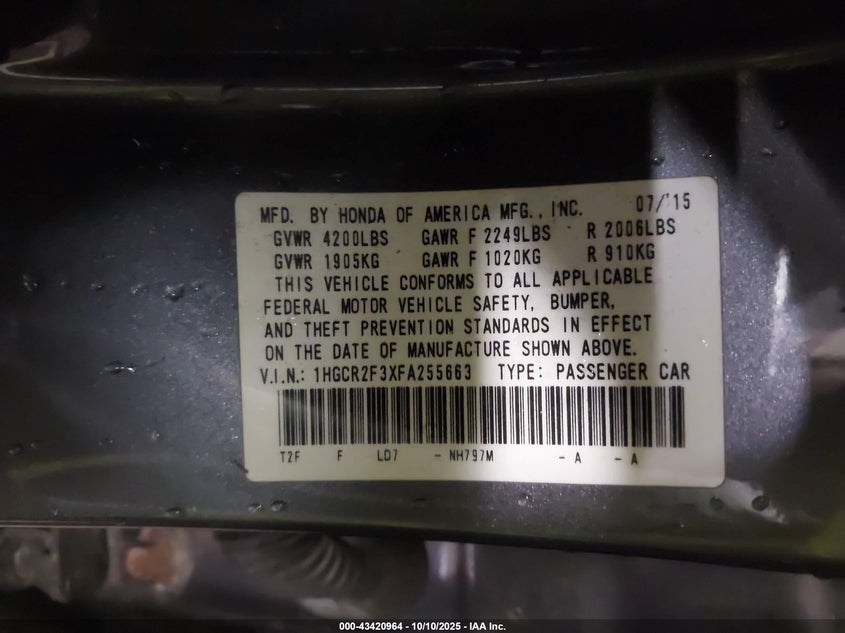 MFD. BY HONDA OF AMERICA MFG., INC. 07/'15
GVWR 4200LBS GAWR F 2249LBS R 2006LBS
GVWR 1905KG GAWR F 1020KG R 910KG
THIS VEHICLE CONFORMS TO ALL APPLICABLE
FEDERAL MOTOR VEHICLE SAFETY, BUMPER,
AND THEFT PREVENTION STANDARDS IN EFFECT
ON THE DATE OF MANUFACTURE SHOWN ABOVE.
V.I.N.: 1HGCR2F3XFA255663 TYPE: PASSENGER CAR
T2F F LD7 - NH797M - A - A
000-43420964 - 10/10/2025 - IAA Inc.